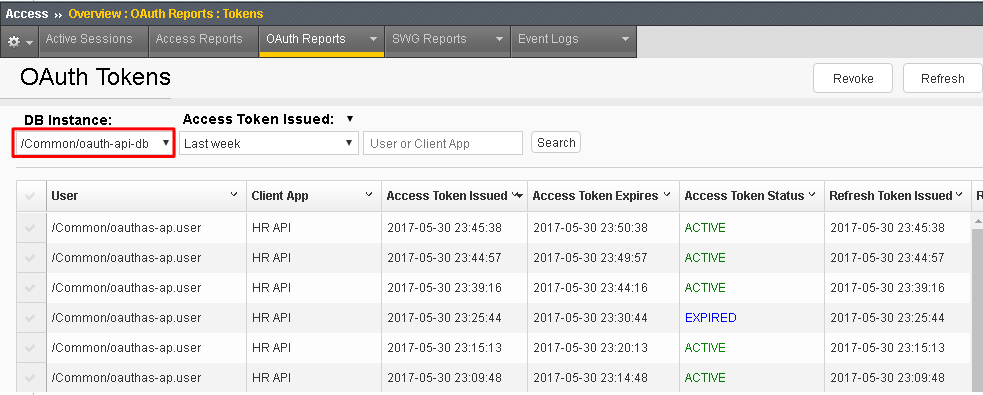 Access ›› Overview : OAuth Reports : Tokens
Active Sessions Access Reports OAuth Reports SWG Reports Event Logs
OAuth Tokens Revoke Refresh
DB Instance: Access Token Issued:
/Common/oauth-api-db Last week User or Client App Search
User Client App Access Token Issued Access Token Expires Access Token Status Refresh Token Issued R
/Common/oauthas-ap.user HR API 2017-05-30 23:45:38 2017-05-30 23:50:38 ACTIVE 2017-05-30 23:45:38
/Common/oauthas-ap.user HR API 2017-05-30 23:44:57 2017-05-30 23:49:57 ACTIVE 2017-05-30 23:44:57
/Common/oauthas-ap.user HR API 2017-05-30 23:39:16 2017-05-30 23:44:16 ACTIVE 2017-05-30 23:39:16
/Common/oauthas-ap.user HR API 2017-05-30 23:25:44 2017-05-30 23:30:44 EXPIRED 2017-05-30 23:25:44
/Common/oauthas-ap.user HR API 2017-05-30 23:15:13 2017-05-30 23:20:13 ACTIVE 2017-05-30 23:15:13
/Common/oauthas-ap.user HR API 2017-05-30 23:09:48 2017-05-30 23:14:48 ACTIVE 2017-05-30 23:09:48